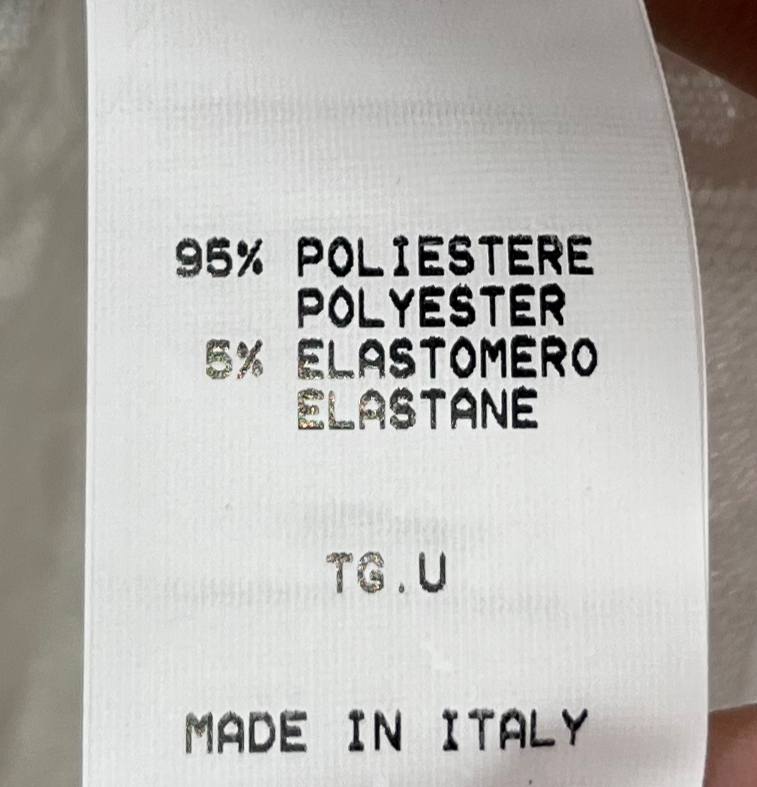 95% POLIESTERE
POLYESTER
5% ELASTOMERO
ELASTANE
TG.U
MADE IN ITALY